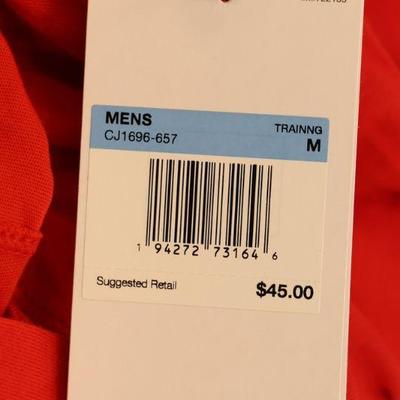 MENS
CJ1696-657
TRAINNG
M
1 94272 73164 6
Suggested Retail
$45.00